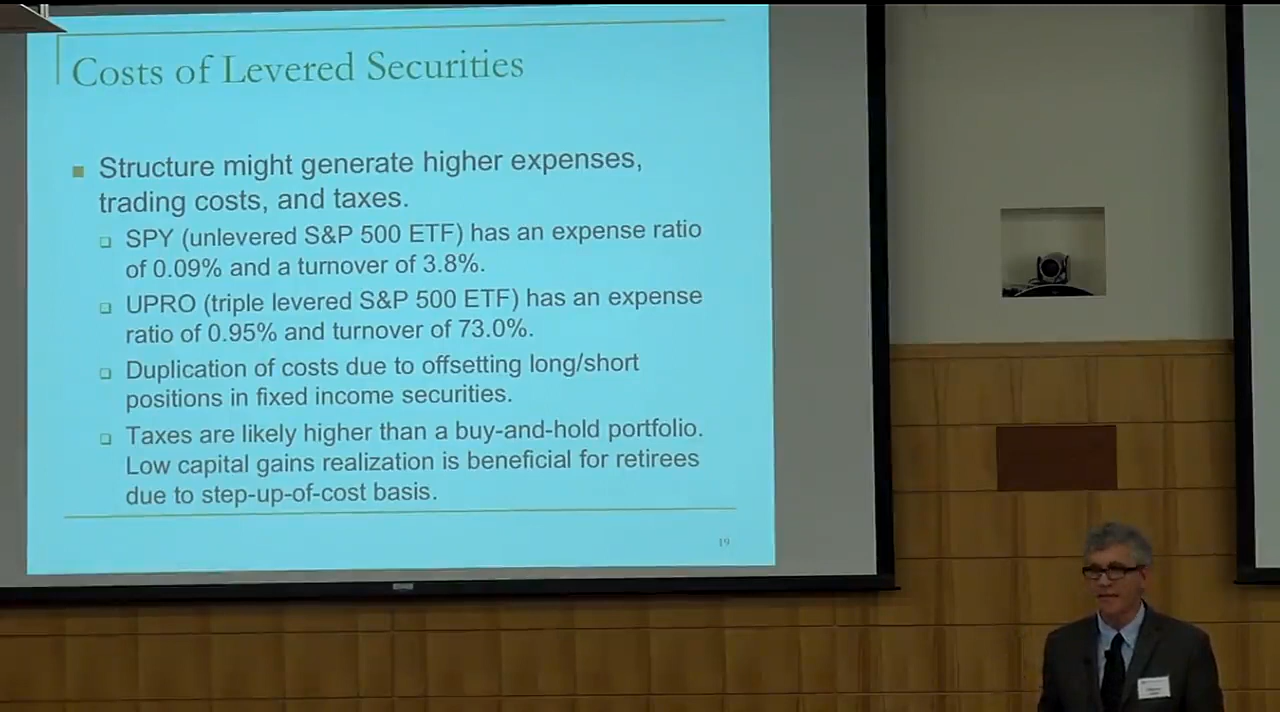 Costs of Levered Securities
Structure might generate higher expenses,
trading costs, and taxes.
SPY (unlevered S&P 500 ETF) has an expense ratio
of 0.09% and a turnover of 3.8%.
UPRO (triple levered S&P 500 ETF) has an expense
ratio of 0.95% and turnover of 73.0%.
Duplication of costs due to offsetting long/short
positions in fixed income securities.
Taxes are likely higher than a buy-and-hold portfolio.
Low capital gains realization is beneficial for retirees
due to step-up-of-cost basis.
19